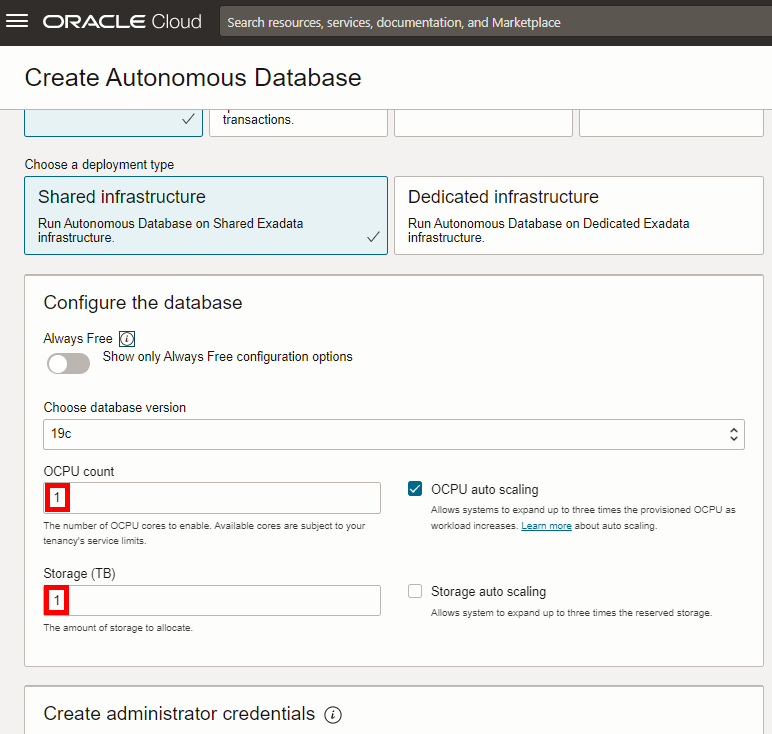 ORACLE Cloud
Search resources, services, documentation, and Marketplace
Create Autonomous Database
transactions.
Choose a deployment type
Shared infrastructure
Run Autonomous Database on Shared Exadata
infrastructure.
Dedicated infrastructure
Run Autonomous Database on Dedicated Exadata
infrastructure.
Configure the database
Always Free
Show only Always Free configuration options
Choose database version
19c
OCPU count
1
The number of OCPU cores to enable. Available cores are subject to your
tenancy's service limits.
OCPU auto scaling
Allows systems to expand up to three times the provisioned OCPU as
workload increases. Learn more about auto scaling.
Storage (TB)
1
The amount of storage to allocate.
Storage auto scaling
Allows system to expand up to three times the reserved storage.
Create administrator credentials